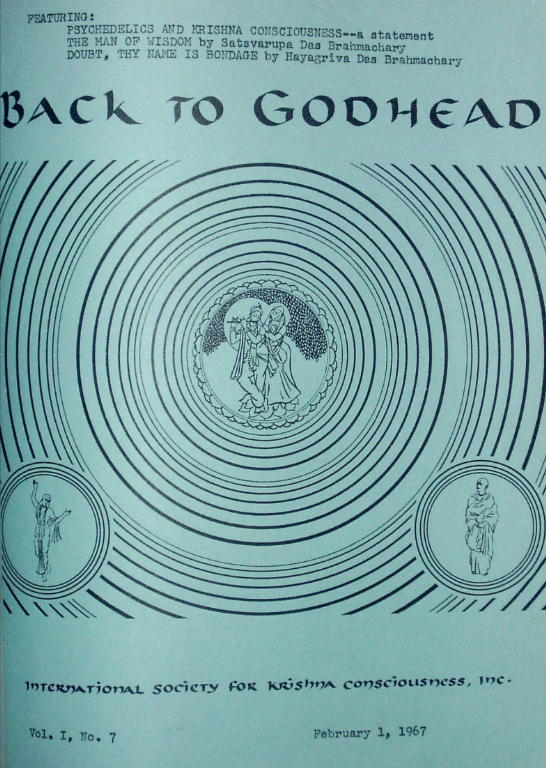 FEATURING:
PSYCHEDELICS AND KRISHNA CONSCIOUSNESS--a statement
THE MAN OF WISDOM by Satsvarupa Das Brahmachary
DOUBT, THY NAME IS BONDAGE by Hayagriva Das Brahmachary
BACK TO GODHEAD
INTERNATIONAL SOCIETY FOR KRISHNA CONSCIOUSNESS, INC.
Vol. I, No. 7
February 1, 1967